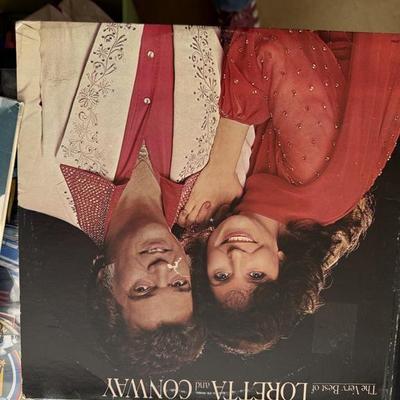 The Very Best of
LORETTA and CONWAY